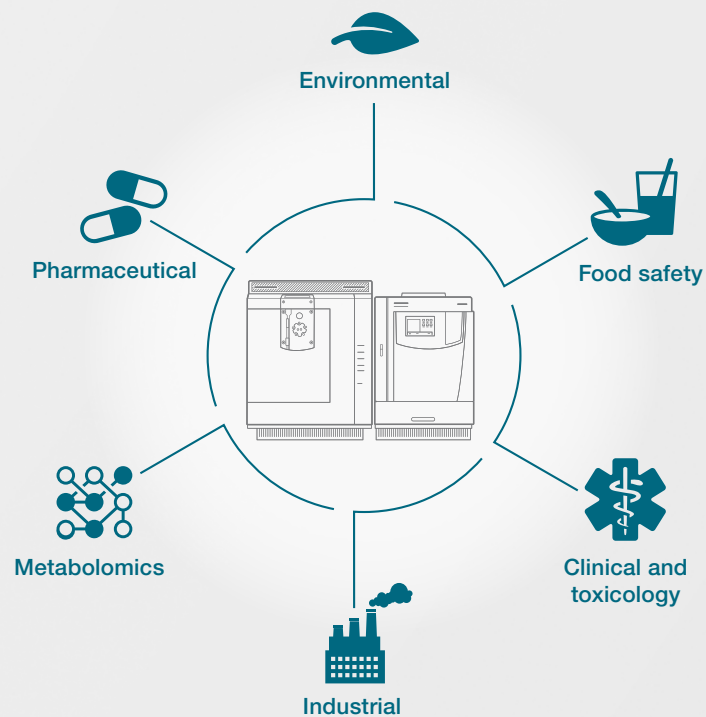 Environmental
Food safety
Clinical and
toxicology
Industrial
Metabolomics
Pharmaceutical